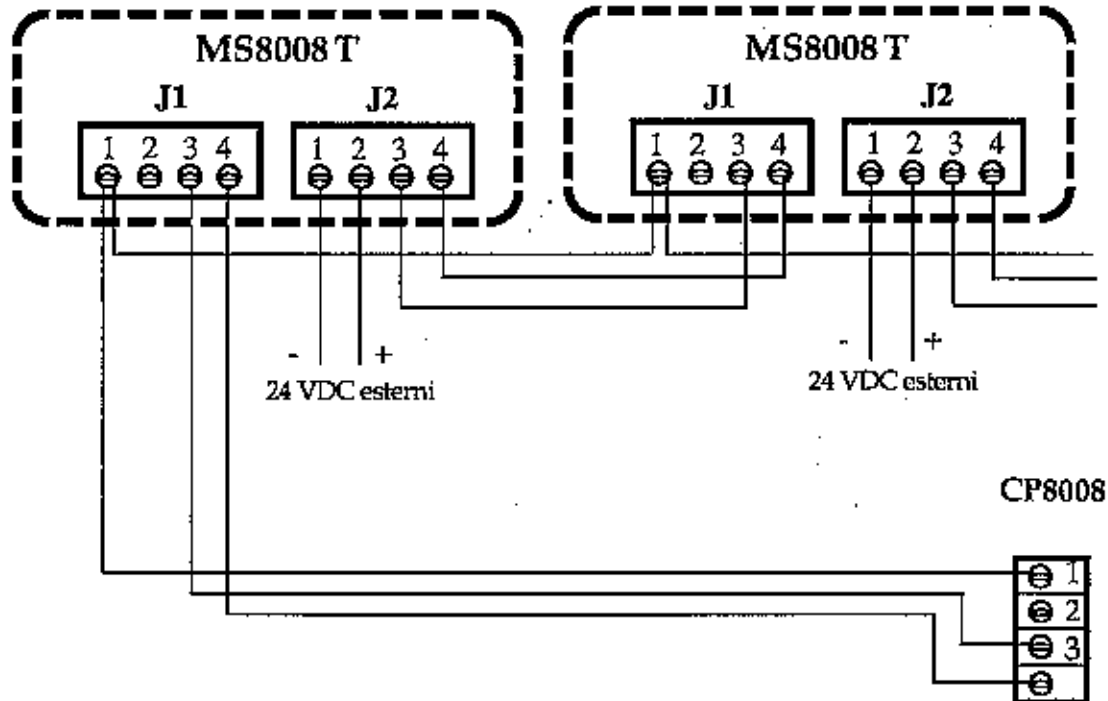 MS8008 T
J1 J2
1 2 3 4 1 2 3 4
- +
24 VDC esterni
MS8008 T
J1 J2
1 2 3 4 1 2 3 4
- +
24 VDC esterni
CP8008
1
2
3